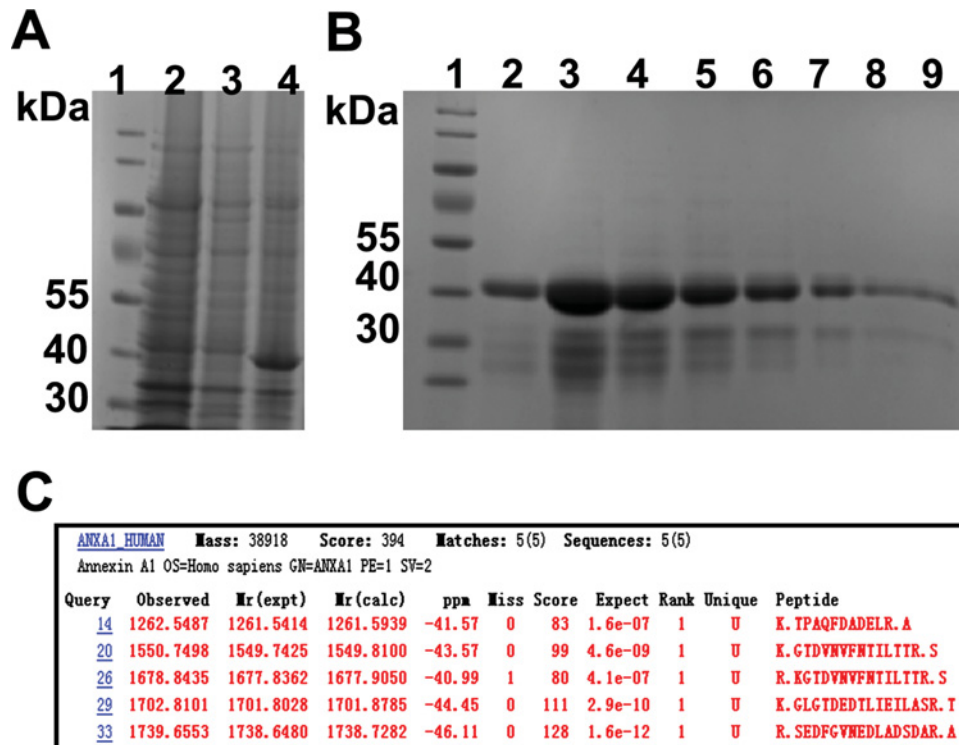 A
B
1 2 3 4
1 2 3 4 5 6 7 8 9
kDa
kDa
55
40
30
55
40
30
C
ANXA1_HUMAN Mass: 38918 Score: 394 Matches: 5(5) Sequences: 5(5)
Annexin A1 OS=Homo sapiens GN=ANXA1 PE=1 SV=2
Query Observed Mr(expt) Mr(calc) ppm Miss Score Expect Rank Unique Peptide
14 1262.5487 1261.5414 1261.5939 -41.57 0 83 1.6e-07 1 U K.TPAQFDADELR.A
20 1550.7498 1549.7425 1549.8100 -43.57 0 99 4.6e-09 1 U K.GTDVNVFNTILTTR.S
26 1678.8435 1677.8362 1677.9050 -40.99 1 80 4.1e-07 1 U R.KGTDVNVFNTILTTR.S
29 1702.8101 1701.8028 1701.8785 -44.45 0 111 2.9e-10 1 U K.GLGTDEDTLIEILASR.T
33 1739.6553 1738.6480 1738.7282 -46.11 0 128 1.6e-12 1 U R.SEDFGVNEDLADSDAR.A